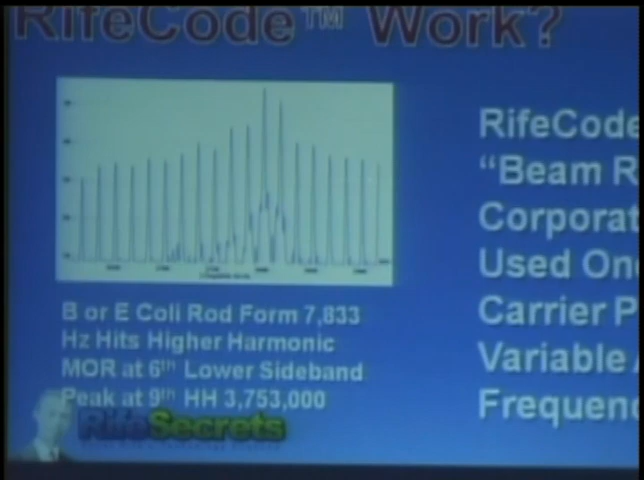 RifeCode™ Work?
B or E Coli Rod Form 7,833
Hz Hits Higher Harmonic
MOR at 6th Lower Sideband
Peak at 9th HH 3,753,000
RifeSecrets
RifeCode
“Beam R
Corporat
Used On
Carrier P
Variable
Frequenc